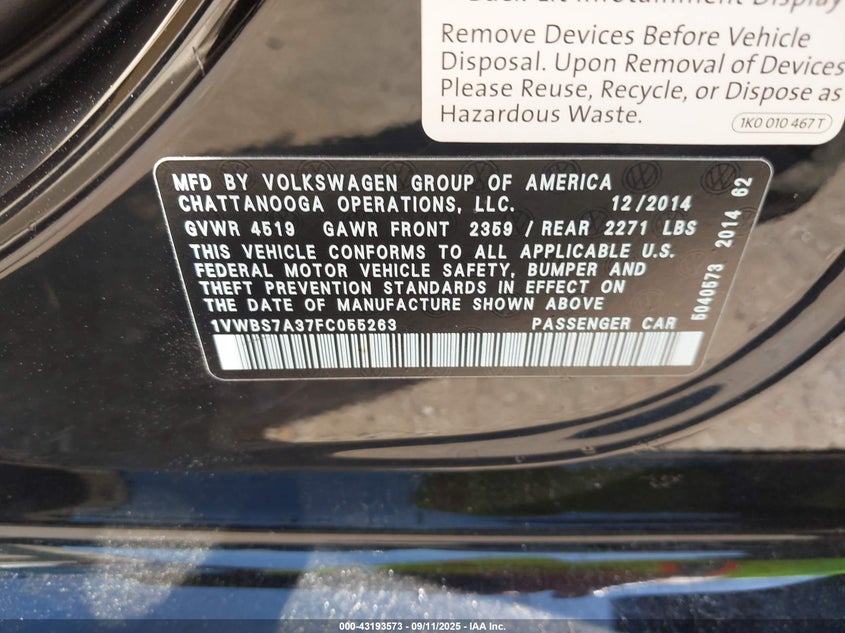 Back-Lit Infotainment Display
Remove Devices Before Vehicle
Disposal. Upon Removal of Devices
Please Reuse, Recycle, or Dispose as
Hazardous Waste.
1K0 010 467 T
MFD BY VOLKSWAGEN GROUP OF AMERICA
CHATTANOOGA OPERATIONS, LLC. 12/2014
GVWR 4519 GAWR FRONT 2359 / REAR 2271 LBS
THIS VEHICLE CONFORMS TO ALL APPLICABLE U.S.
FEDERAL MOTOR VEHICLE SAFETY, BUMPER AND
THEFT PREVENTION STANDARDS IN EFFECT ON
THE DATE OF MANUFACTURE SHOWN ABOVE
1VWBS7A37FC055263 PASSENGER CAR
5040573 2014 62
000-43193573 - 09/11/2025 - IAA Inc.